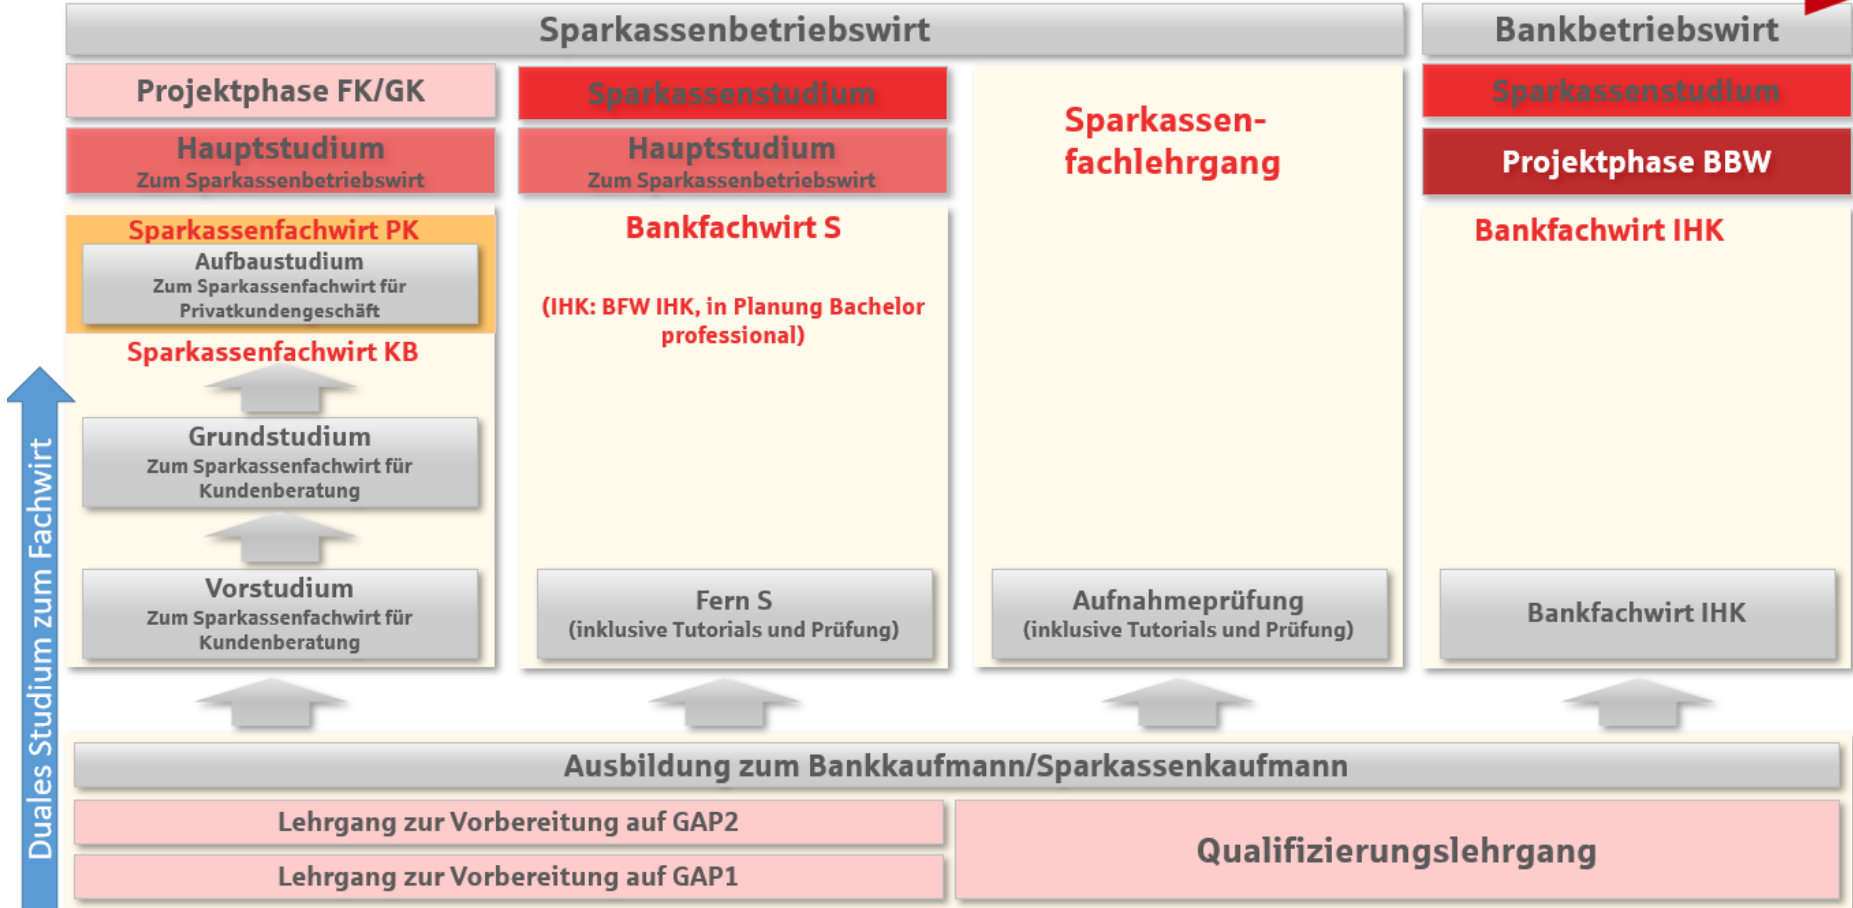 Sparkassenbetriebswirt
Bankbetriebswirt
Projektphase FK/GK
Hauptstudium
Zum Sparkassenbetriebswirt
Sparkassenfachwirt PK
Aufbaustudium
Zum Sparkassenfachwirt für
Privatkundengeschäft
Sparkassenfachwirt KB
Grundstudium
Zum Sparkassenfachwirt für
Kundenberatung
Vorstudium
Zum Sparkassenfachwirt für
Kundenberatung
Sparkassenstudium
Hauptstudium
Zum Sparkassenbetriebswirt
Bankfachwirt S
(IHK: BFW IHK, in Planung Bachelor
professional)
Fern S
(inklusive Tutorials und Prüfung)
Sparkassen-
fachlehrgang
Aufnahmeprüfung
(inklusive Tutorials und Prüfung)
Sparkassenstudium
Projektphase BBW
Bankfachwirt IHK
Bankfachwirt IHK
Duales Studium zum Fachwirt
Ausbildung zum Bankkaufmann/Sparkassenkaufmann
Lehrgang zur Vorbereitung auf GAP2
Lehrgang zur Vorbereitung auf GAP1
Qualifizierungslehrgang